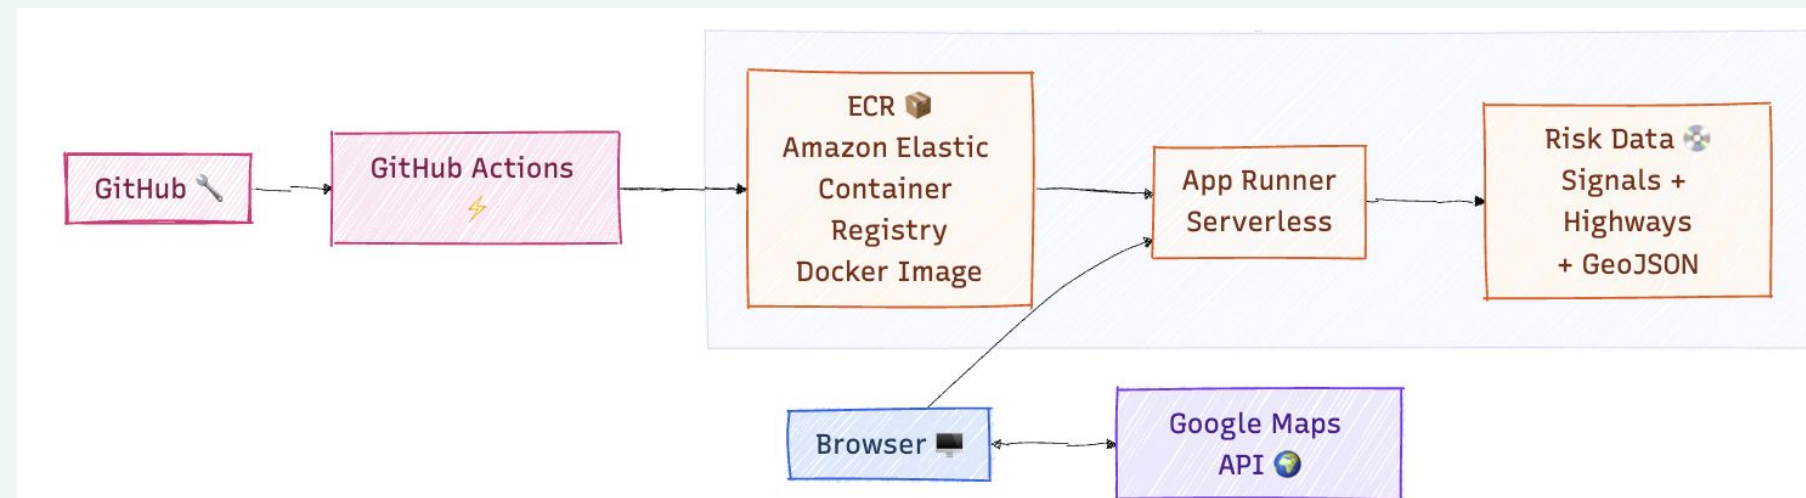 GitHub 🔧
GitHub Actions
⚡
ECR 📦
Amazon Elastic
Container
Registry
Docker Image
App Runner
Serverless
Risk Data 💿
Signals +
Highways
+ GeoJSON
Browser 🖥️
Google Maps
API 🌍